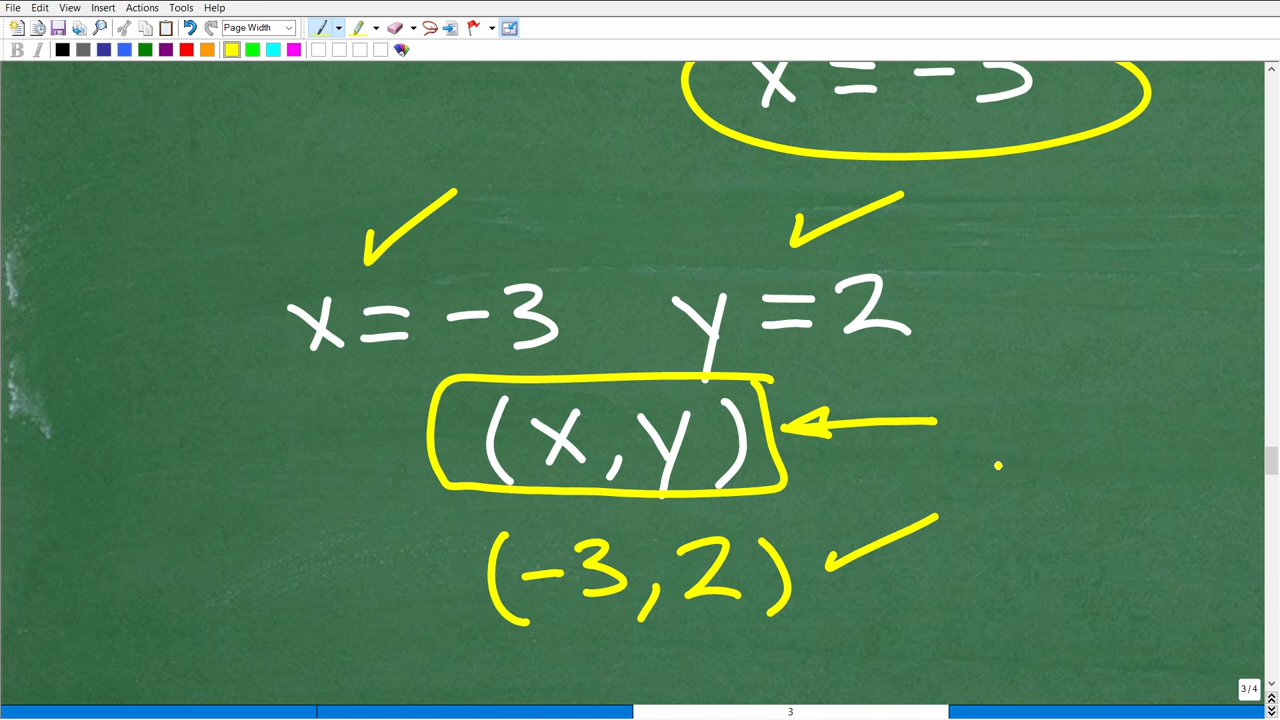 File Edit View Insert Actions Tools Help
Page Width
B I
x = -3
x = -3 y = 2
(x, y)
(-3, 2)
3 / 4
3